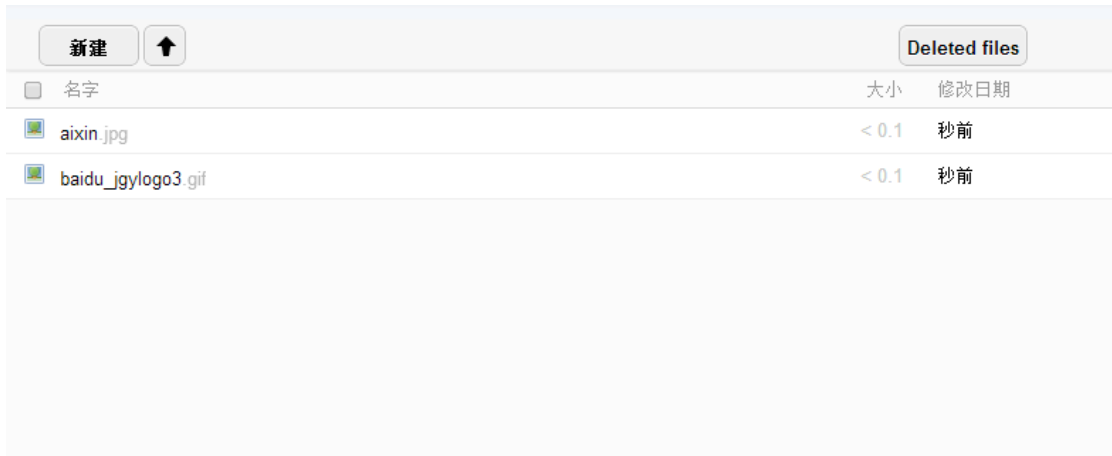 新建 Deleted files
名字 大小 修改日期
aixin.jpg < 0.1 秒前
baidu_jgylogo3.gif < 0.1 秒前